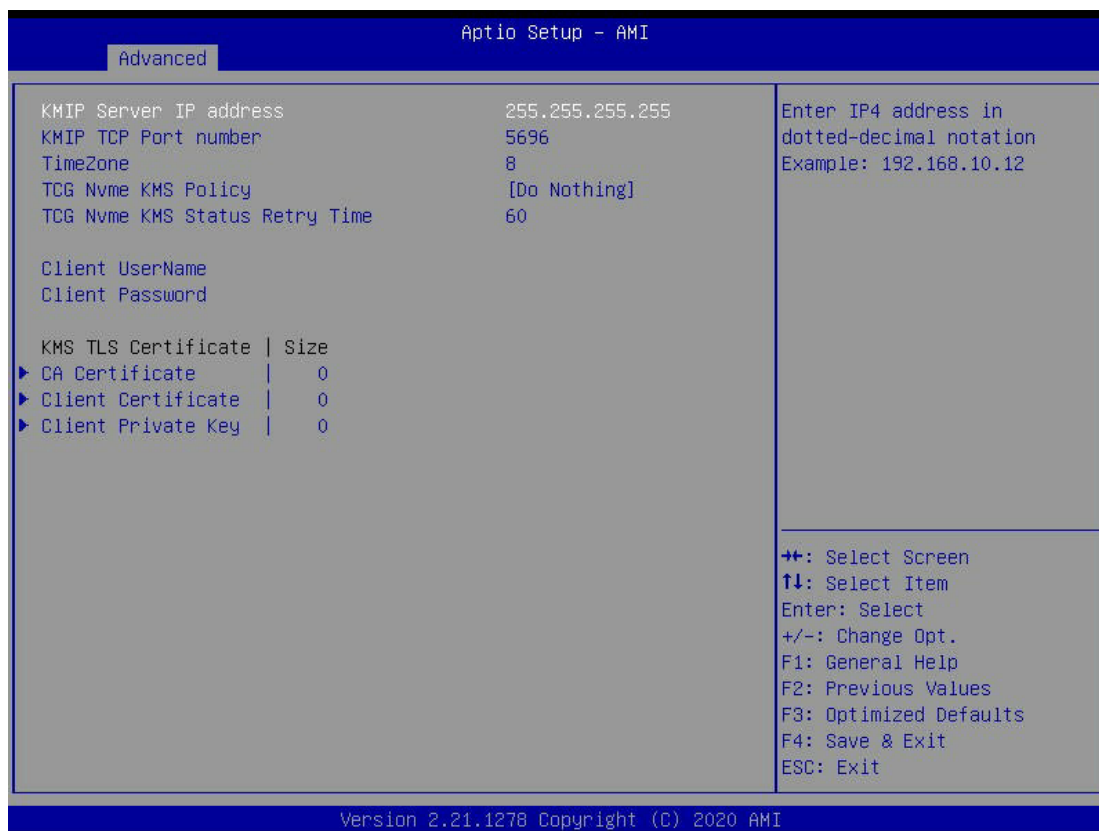 Aptio Setup – AMI
Advanced
KMIP Server IP address 255.255.255.255
KMIP TCP Port number 5696
TimeZone 8
TCG Nvme KMS Policy [Do Nothing]
TCG Nvme KMS Status Retry Time 60
Client UserName
Client Password
KMS TLS Certificate | Size
CA Certificate | 0
Client Certificate | 0
Client Private Key | 0
Enter IP4 address in
dotted-decimal notation
Example: 192.168.10.12
→←: Select Screen
↑↓: Select Item
Enter: Select
+/-: Change Opt.
F1: General Help
F2: Previous Values
F3: Optimized Defaults
F4: Save & Exit
ESC: Exit
Version 2.21.1278 Copyright (C) 2020 AMI